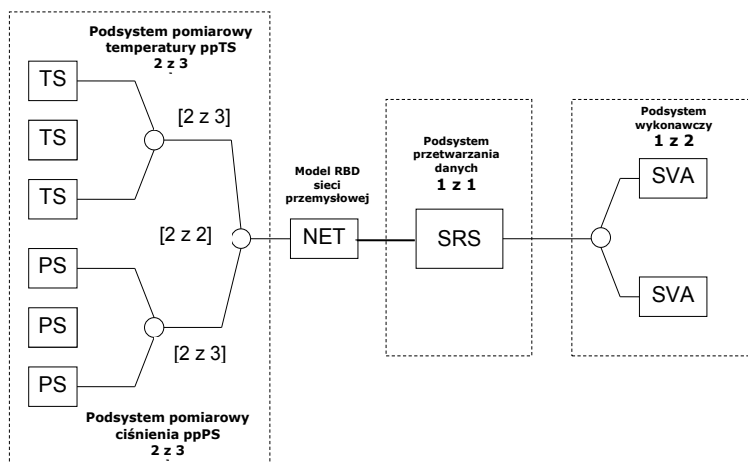 Podsystem pomiarowy
temperatury ppTS
2 z 3
TS
TS
TS
[2 z 3]
[2 z 2]
PS
PS
PS
[2 z 3]
Podsystem pomiarowy
ciśnienia ppPS
2 z 3
Model RBD
sieci
przemysłowej
NET
Podsystem
przetwarzania
danych
1 z 1
SRS
Podsystem
wykonawczy
1 z 2
SVA
SVA